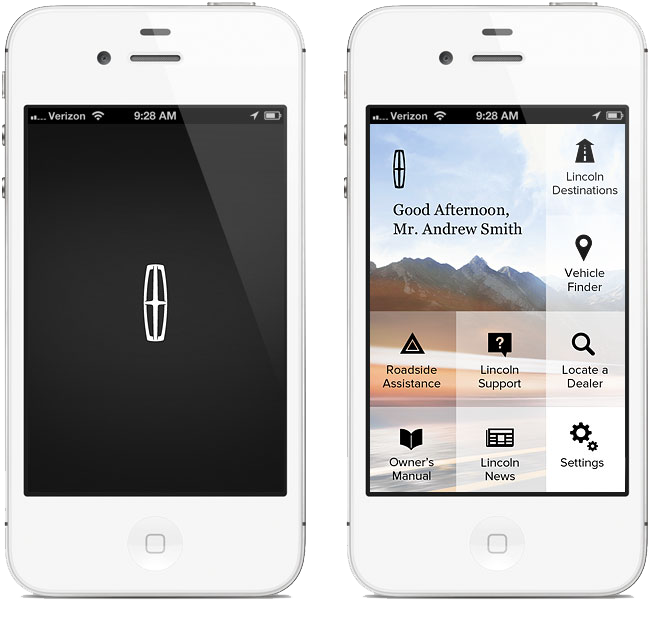 Verizon 9:28 AM
Verizon 9:28 AM
Good Afternoon,
Mr. Andrew Smith
Lincoln
Destinations
Vehicle
Finder
Roadside
Assistance
?
Lincoln
Support
Locate a
Dealer
Owner's
Manual
Lincoln
News
Settings